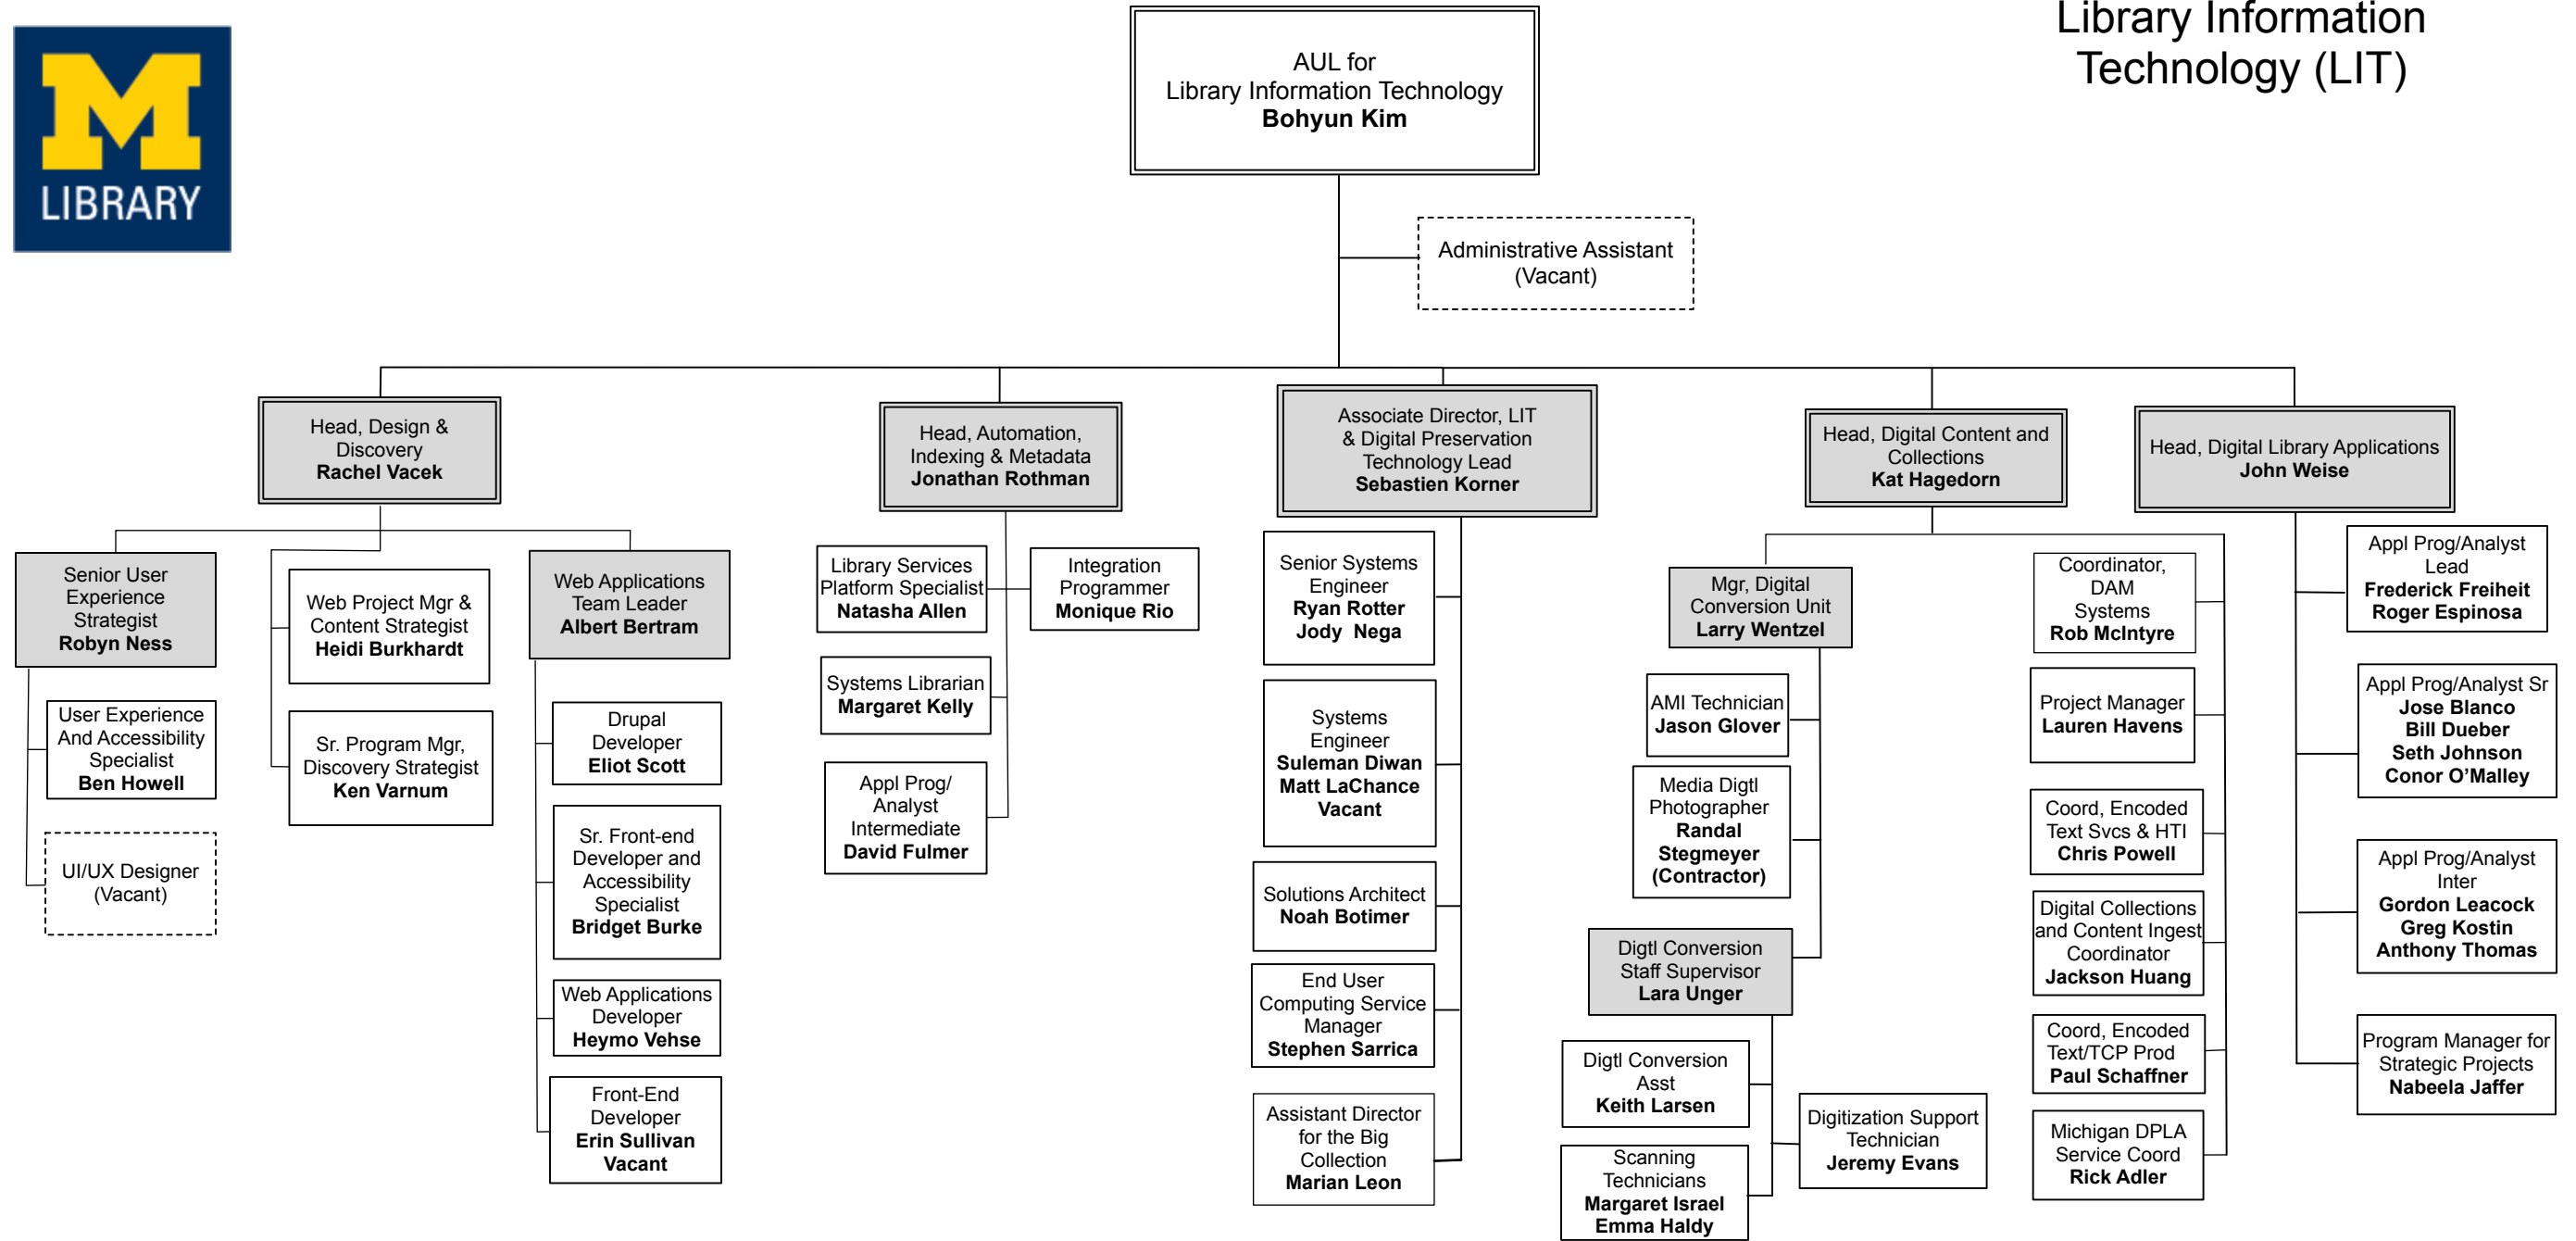 M
LIBRARY
Library Information
Technology (LIT)
AUL for
Library Information Technology
Bohyun Kim
Administrative Assistant
(Vacant)
Head, Design &
Discovery
Rachel Vacek
Head, Automation,
Indexing & Metadata
Jonathan Rothman
Associate Director, LIT
& Digital Preservation
Technology Lead
Sebastien Korner
Head, Digital Content and
Collections
Kat Hagedorn
Head, Digital Library Applications
John Weise
Senior User
Experience
Strategist
Robyn Ness
User Experience
And Accessibility
Specialist
Ben Howell
UI/UX Designer
(Vacant)
Web Project Mgr &
Content Strategist
Heidi Burkhardt
Sr. Program Mgr,
Discovery Strategist
Ken Varnum
Web Applications
Team Leader
Albert Bertram
Drupal
Developer
Eliot Scott
Sr. Front-end
Developer and
Accessibility
Specialist
Bridget Burke
Web Applications
Developer
Heymo Vehse
Front-End
Developer
Erin Sullivan
Vacant
Library Services
Platform Specialist
Natasha Allen
Integration
Programmer
Monique Rio
Systems Librarian
Margaret Kelly
Appl Prog/
Analyst
Intermediate
David Fulmer
Senior Systems
Engineer
Ryan Rotter
Jody  Nega
Systems
Engineer
Suleman Diwan
Matt LaChance
Vacant
Solutions Architect
Noah Botimer
End User
Computing Service
Manager
Stephen Sarrica
Assistant Director
for the Big
Collection
Marian Leon
Mgr, Digital
Conversion Unit
Larry Wentzel
AMI Technician
Jason Glover
Media Digtl
Photographer
Randal
Stegmeyer
(Contractor)
Digtl Conversion
Staff Supervisor
Lara Unger
Digtl Conversion
Asst
Keith Larsen
Scanning
Technicians
Margaret Israel
Emma Haldy
Digitization Support
Technician
Jeremy Evans
Coordinator,
DAM
Systems
Rob McIntyre
Project Manager
Lauren Havens
Coord, Encoded
Text Svcs & HTI
Chris Powell
Digital Collections
and Content Ingest
Coordinator
Jackson Huang
Coord, Encoded
Text/TCP Prod
Paul Schaffner
Michigan DPLA
Service Coord
Rick Adler
Appl Prog/Analyst
Lead
Frederick Freiheit
Roger Espinosa
Appl Prog/Analyst Sr
Jose Blanco
Bill Dueber
Seth Johnson
Conor O’Malley
Appl Prog/Analyst
Inter
Gordon Leacock
Greg Kostin
Anthony Thomas
Program Manager for
Strategic Projects
Nabeela Jaffer